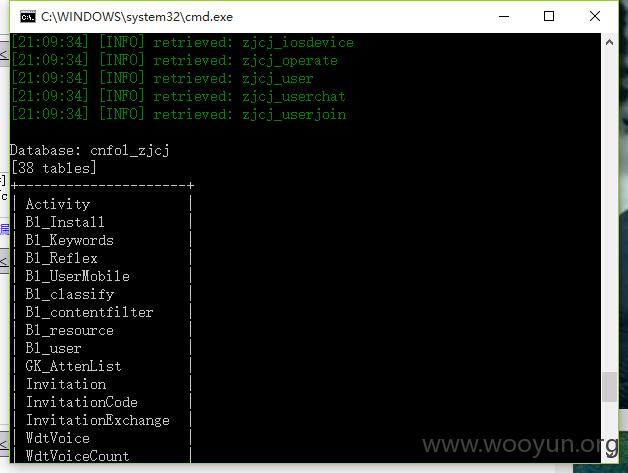 C:\WINDOWS\system32\cmd.exe
[21:09:34] [INFO] retrieved: zjcj_iosdevice
[21:09:34] [INFO] retrieved: zjcj_operate
[21:09:34] [INFO] retrieved: zjcj_user
[21:09:34] [INFO] retrieved: zjcj_userchat
[21:09:34] [INFO] retrieved: zjcj_userjoin
Database: cnfol_zjcj
[38 tables]
+---------------------+
| Activity |
| B1_Install |
| B1_Keywords |
| B1_Reflex |
| B1_UserMobile |
| B1_classify |
| B1_contentfilter |
| B1_resource |
| B1_user |
| GK_AttenList |
| Invitation |
| InvitationCode |
| InvitationExchange |
| WdtVoice |
| WdtVoiceCount |
www.wooyun.org